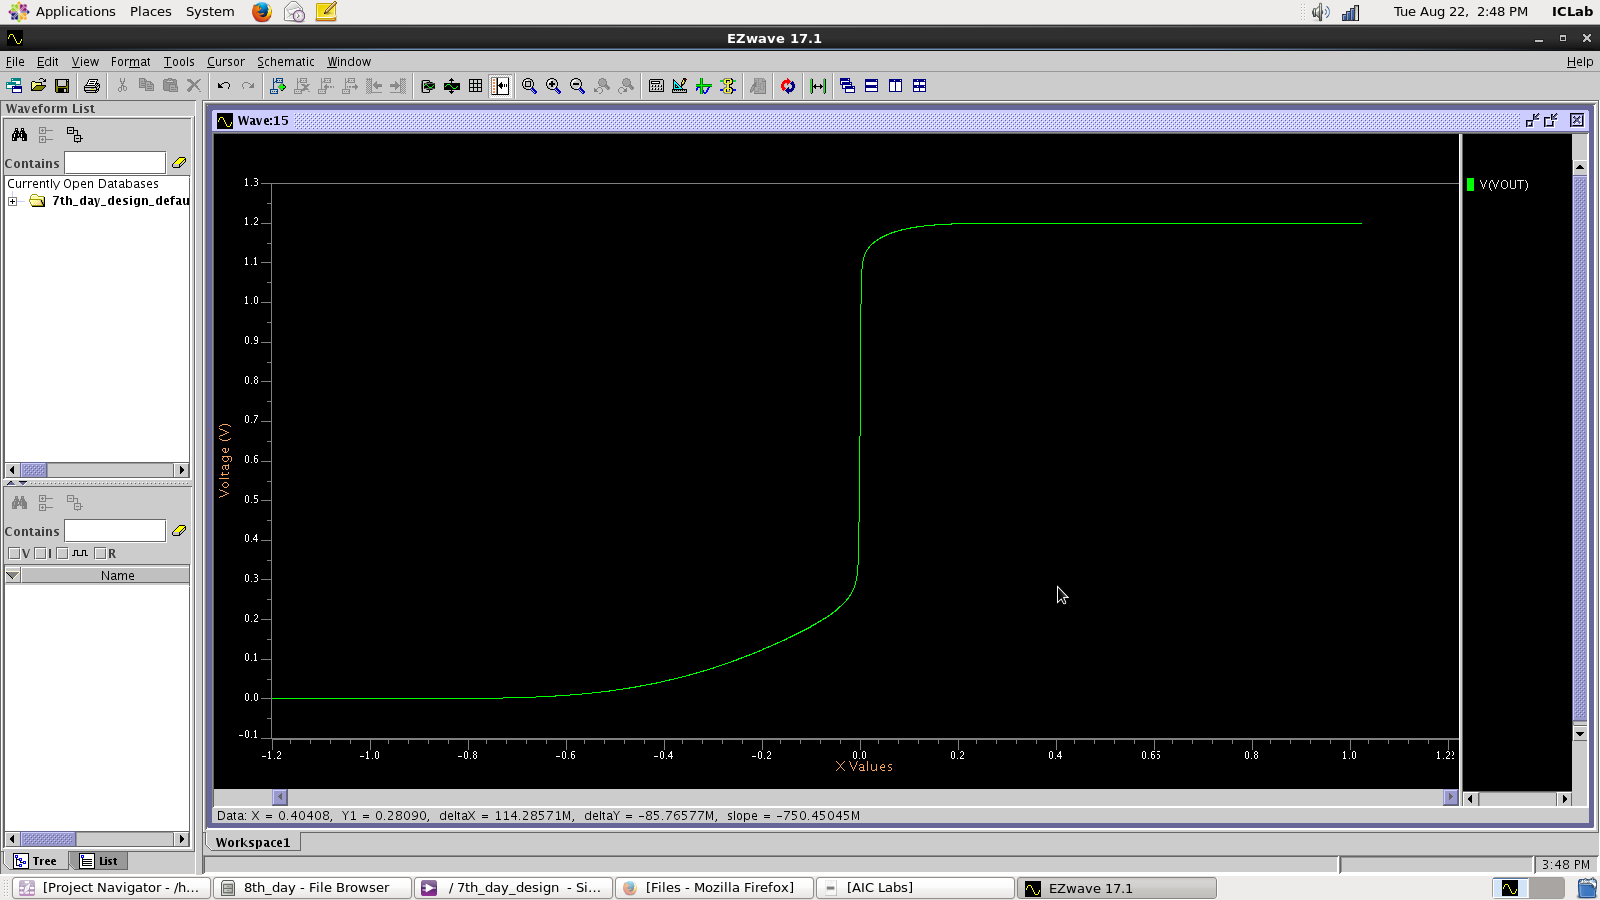 Applications Places System Tue Aug 22, 2:48 PM ICLab
EZwave 17.1
File Edit View Format Tools Cursor Schematic Window Help
Waveform List
Wave:15
Contains
Currently Open Databases
7th_day_design_defau
V(VOUT)
1.3
1.2
1.1
1.0
0.9
0.8
0.7
0.6
0.5
0.4
0.3
0.2
0.1
0.0
-0.1
Voltage (V)
-1.2 -1.0 -0.8 -0.6 -0.4 -0.2 0.0 0.2 0.4 0.65 0.8 1.0 1.2
X Values
Contains
V I R
Name
Data: X = 0.40408, Y1 = 0.28090, deltaX = 114.28571M, deltaY = -85.76577M, slope = -750.45045M
Workspace1
Tree List
3:48 PM
[Project Navigator - /h... 8th_day - File Browser / 7th_day_design - Si... [Files - Mozilla Firefox] [AIC Labs] EZwave 17.1